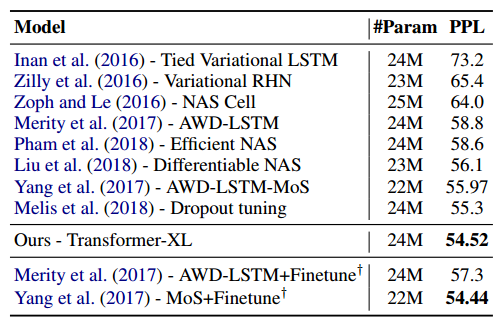 Model #Param PPL
Inan et al. (2016) - Tied Variational LSTM 24M 73.2
Zilly et al. (2016) - Variational RHN 23M 65.4
Zoph and Le (2016) - NAS Cell 25M 64.0
Merity et al. (2017) - AWD-LSTM 24M 58.8
Pham et al. (2018) - Efficient NAS 24M 58.6
Liu et al. (2018) - Differentiable NAS 23M 56.1
Yang et al. (2017) - AWD-LSTM-MoS 22M 55.97
Melis et al. (2018) - Dropout tuning 24M 55.3
Ours - Transformer-XL 24M 54.52
Merity et al. (2017) - AWD-LSTM+Finetune† 24M 57.3
Yang et al. (2017) - MoS+Finetune† 22M 54.44